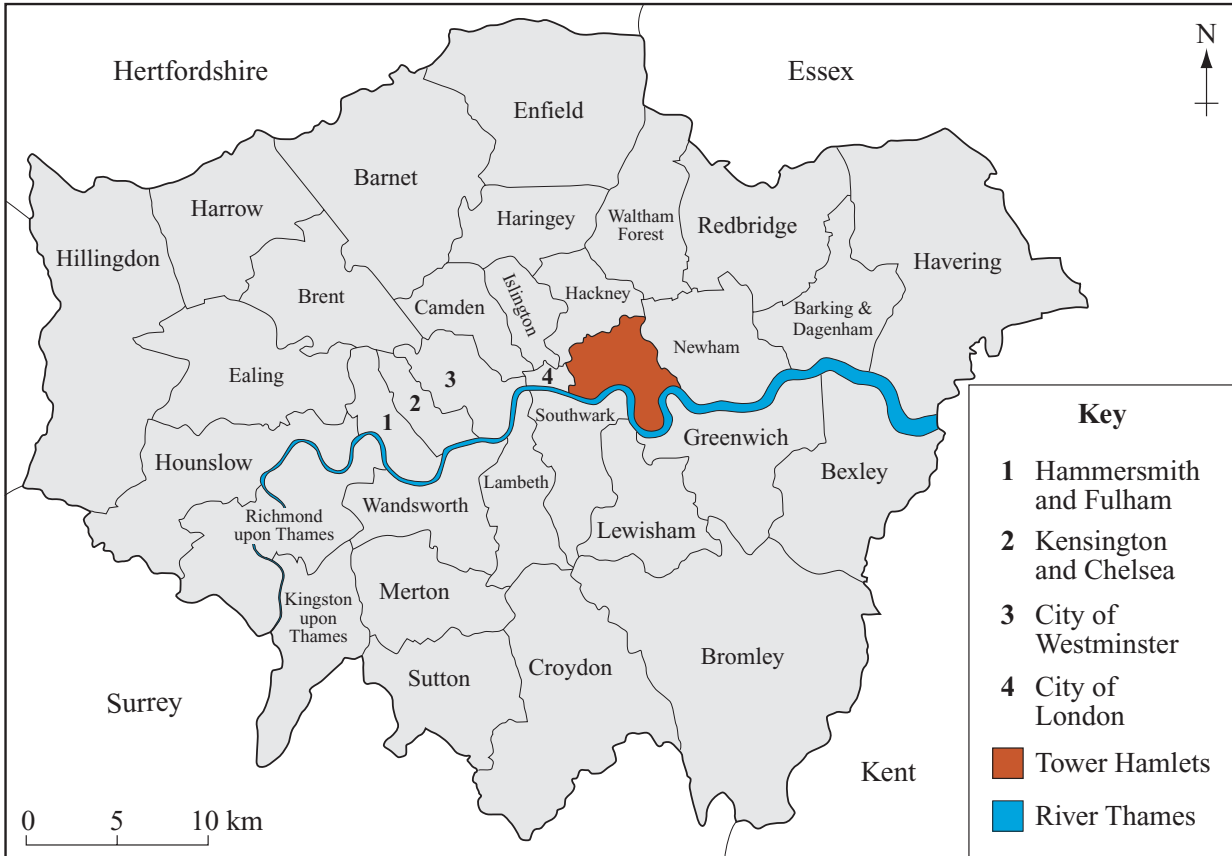 Hertfordshire
Essex
N
Enfield
Barnet
Harrow
Haringey
Waltham
Forest
Redbridge
Hillingdon
Havering
Brent
Camden
Islington
Hackney
Barking &
Dagenham
Newham
Ealing
3
4
2
1
Southwark
Greenwich
Hounslow
Bexley
Wandsworth
Lambeth
Richmond
upon Thames
Lewisham
Merton
Kingston
upon
Thames
Sutton
Croydon
Bromley
Surrey
Kent
0 5 10 km
Key
1 Hammersmith
and Fulham
2 Kensington
and Chelsea
3 City of
Westminster
4 City of
London
Tower Hamlets
River Thames